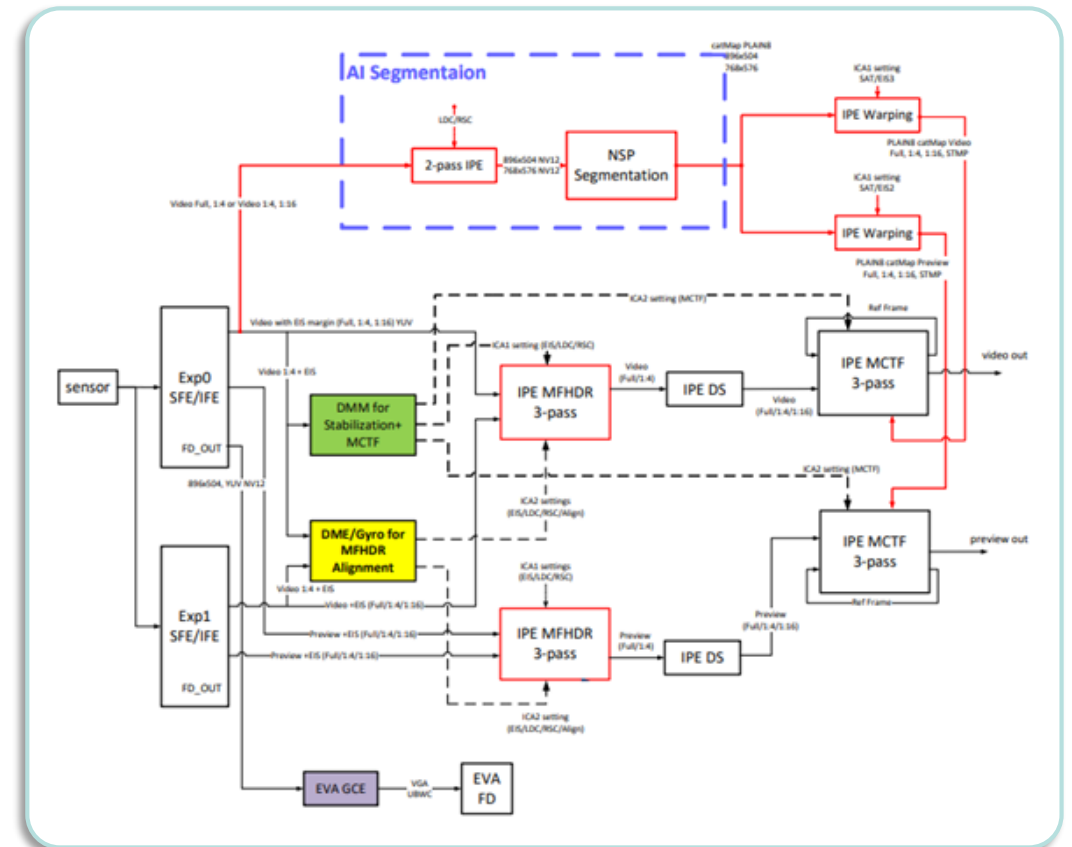 catMap PLAIN8
896x504
768x576
AI Segmentaion
ICA1 setting
SAT/EIS3
LDC/RSC
IPE Warping
2-pass IPE
896x504 NV12
768x576 NV12
NSP
Segmentation
PLAIN8 catMap Video
Full, 1:4, 1:16, STMP
ICA1 setting
SAT/EIS2
Video Full, 1:4 or Video 1:4, 1:16
IPE Warping
PLAIN8 catMap Preview
Full, 1:4, 1:16, STMP
ICA2 setting (MCTF)
Ref Frame
Video with EIS margin (Full, 1:4, 1:16) YUV
ICA1 setting (EIS/LDC/RSC)
Video 1:4 + EIS
sensor
Exp0
SFE/IFE
FD_OUT
DMM for
Stabilization+
MCTF
IPE MFHDR
3-pass
Video
(Full/1:4)
IPE DS
Video
(Full/1:4/1:16)
IPE MCTF
3-pass
video out
896x504, YUV NV12
ICA2 setting (MCTF)
ICA2 settings
(EIS/LDC/RSC/Align)
DME/Gyro for
MFHDR
Alignment
IPE MCTF
3-pass
preview out
Ref Frame
Video 1:4 + EIS
ICA1 settings
(EIS/LDC/RSC)
Exp1
SFE/IFE
FD_OUT
Video +EIS (Full/1:4/1:16)
Preview +EIS (Full/1:4/1:16)
Preview +EIS (Full/1:4/1:16)
IPE MFHDR
3-pass
Preview
(Full/1:4)
IPE DS
Preview
(Full/1:4/1:16)
ICA2 setting
(EIS/LDC/RSC/Align)
EVA GCE
VGA
UBWC
EVA
FD